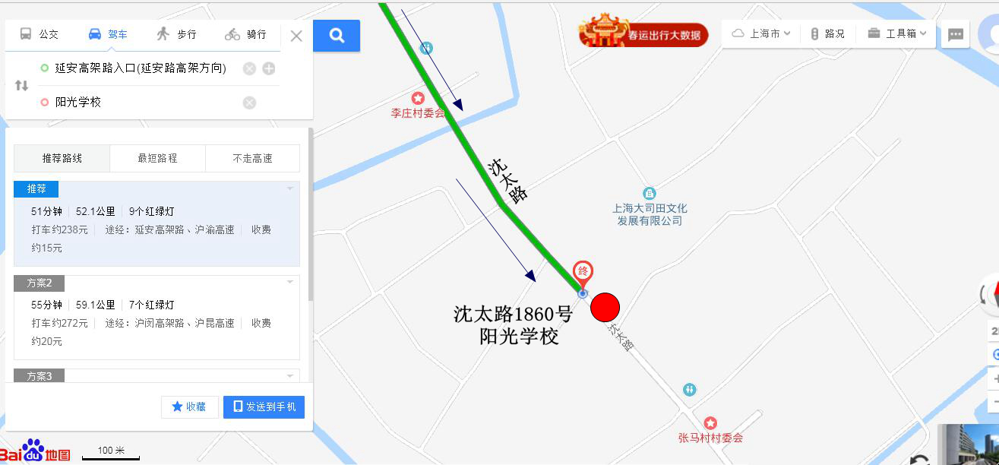 公交
驾车
步行
骑行
延安高架路入口(延安路高架方向)
阳光学校
推荐路线
最短路程
不走高速
推荐
51分钟 52.1公里 9个红绿灯
打车约238元 途经：延安高架路、沪渝高速 收费
约15元
方案2
55分钟 59.1公里 7个红绿灯
打车约272元 途经：沪闵高架路、沪昆高速 收费
约20元
方案3
收藏
发送到手机
Bai du 地图
100 米
春运出行大数据
上海市
路况
工具箱
李庄村委会
沈太路
上海大司田文化
发展有限公司
终
沈太路1860号
阳光学校
沈太路
张马村村委会